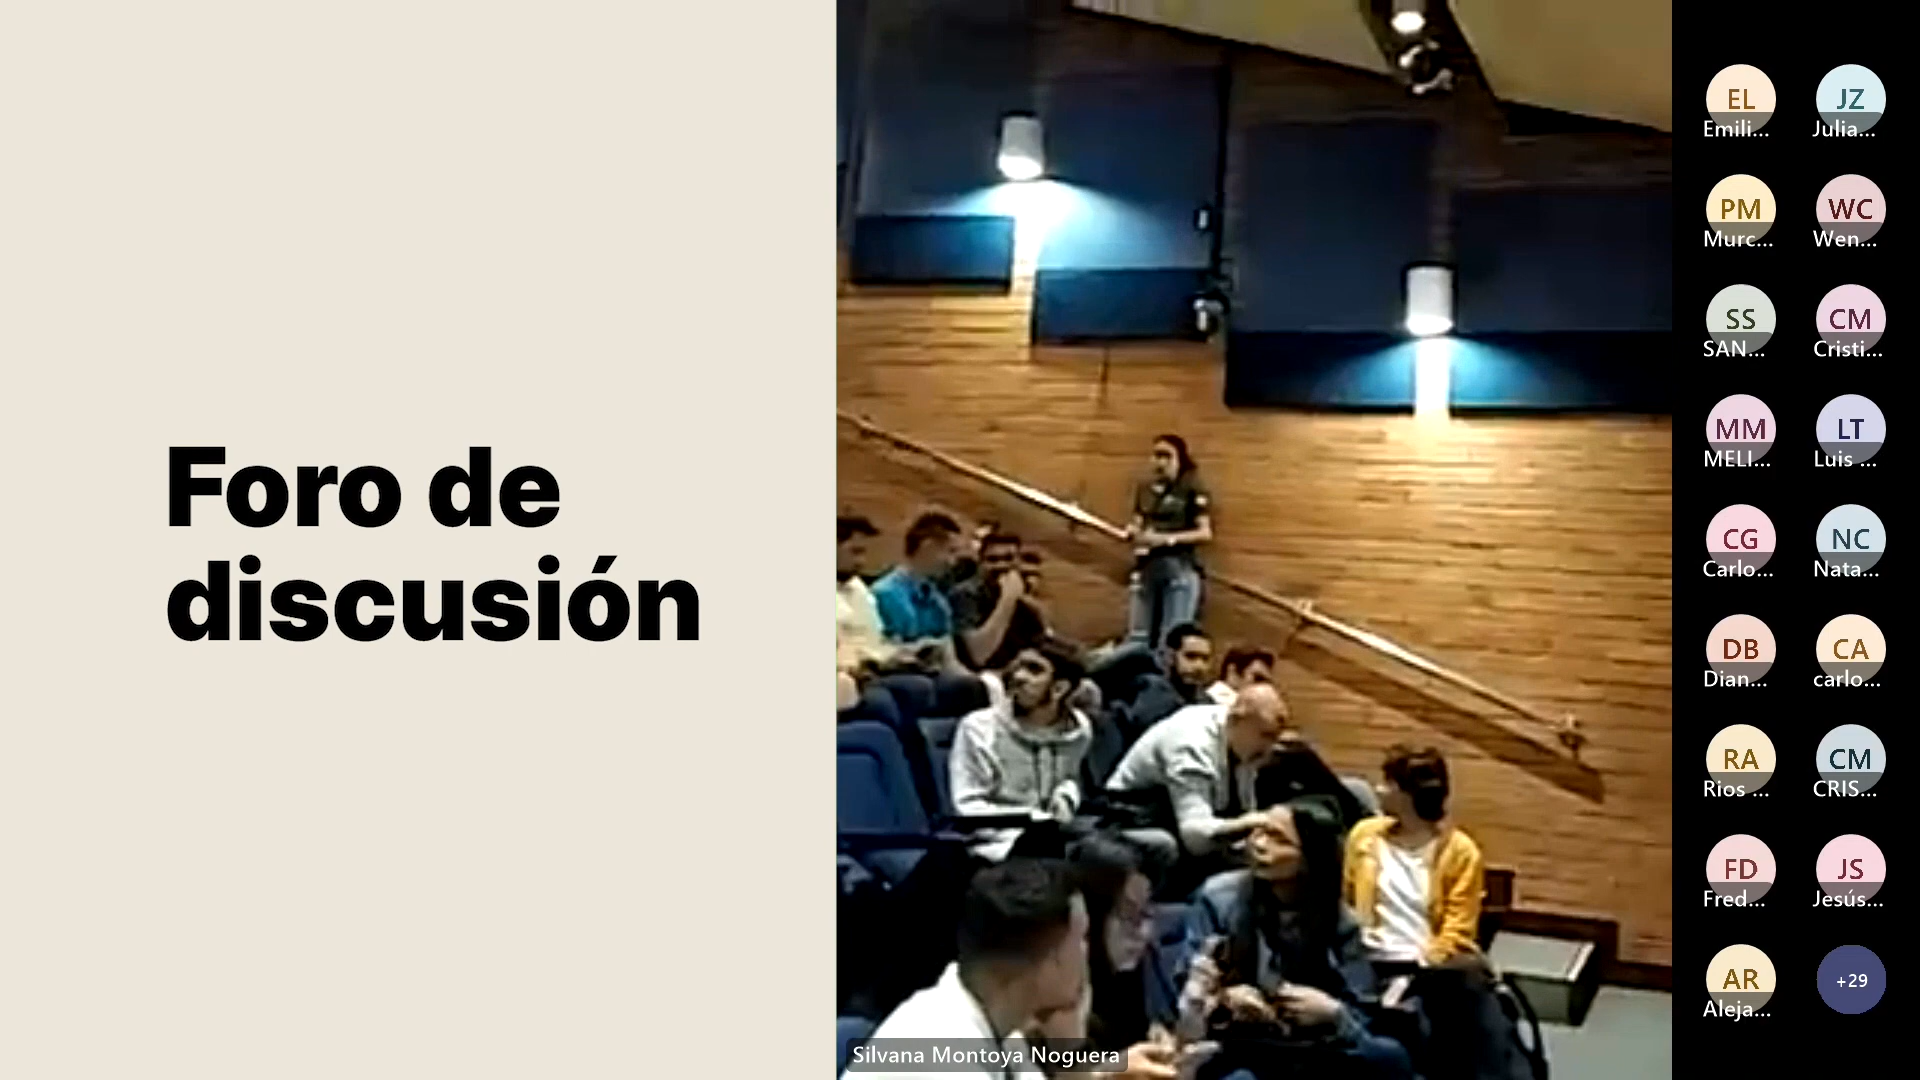 Foro de
discusión
Silvana Montoya Noguera
EL
Emili...
JZ
Julia...
PM
Murc...
WC
Wen...
SS
SAN...
CM
Cristi...
MM
MELI...
LT
Luis ...
CG
Carlo...
NC
Nata...
DB
Dian...
CA
carlo...
RA
Rios ...
CM
CRIS...
FD
Fred...
JS
Jesús...
AR
Aleja...
+29